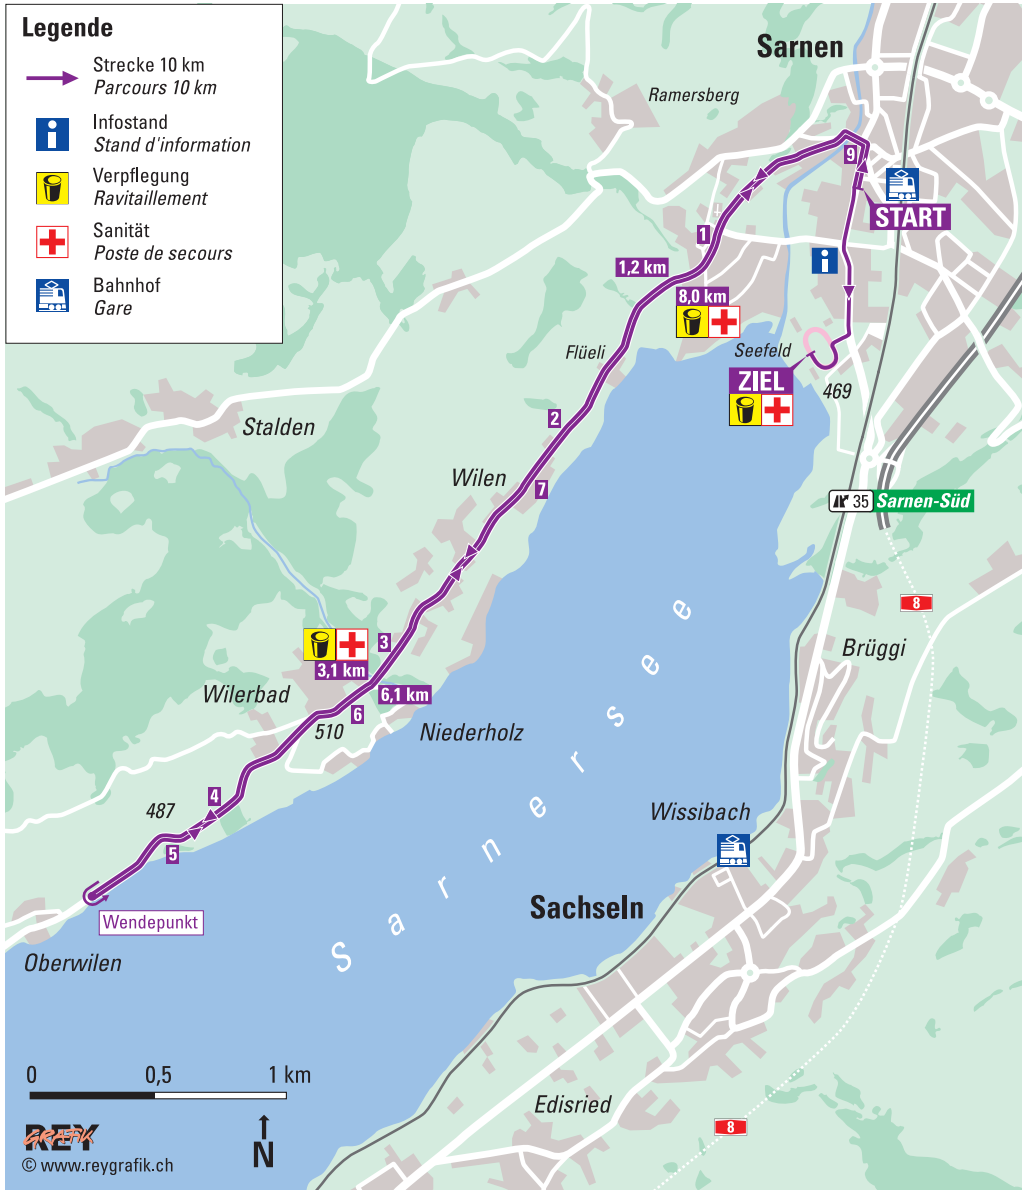 Legende
Strecke 10 km
Parcours 10 km
Infostand
Stand d'information
Verpflegung
Ravitaillement
Sanität
Poste de secours
Bahnhof
Gare
Sarnen
Ramersberg
9
START
1
1,2 km
8,0 km
Flüeli
Seefeld
ZIEL
469
2
Stalden
Wilen
7
35 Sarnen-Süd
8
3
3,1 km
Brüggi
Wilerbad
6,1 km
6
510
Niederholz
4
487
5
Wissibach
Sarnersee
Sachseln
Wendepunkt
Oberwilen
8
0 0,5 1 km
Edisried
8
REY
GRAFIK
N
© www.reygrafik.ch